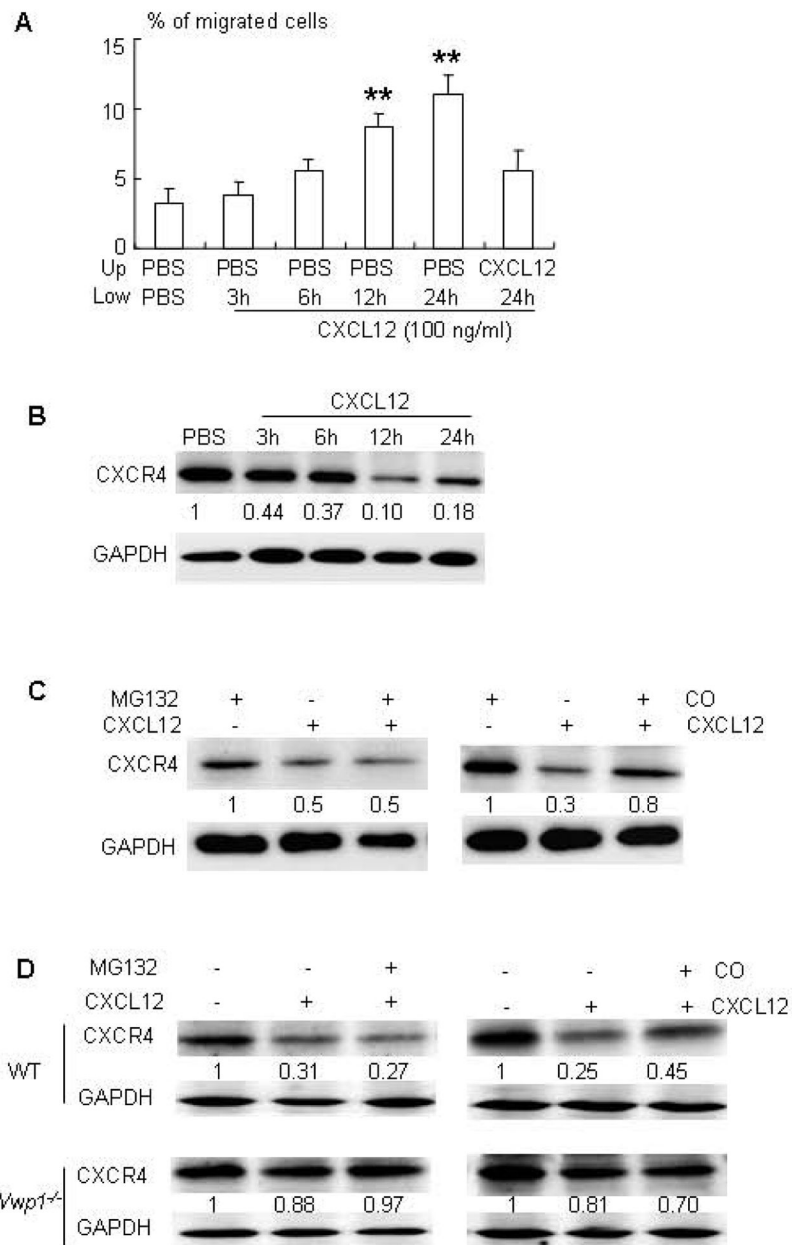 A
% of migrated cells
15
**
**
10
5
0
Up PBS PBS PBS PBS PBS CXCL12
Low PBS 3h 6h 12h 24h 24h
CXCL12 (100 ng/ml)
B
CXCL12
PBS 3h 6h 12h 24h
CXCR4
1 0.44 0.37 0.10 0.18
GAPDH
C
MG132 + - + + - + CO
CXCL12 - + + - + + CXCL12
CXCR4
1 0.5 0.5 1 0.3 0.8
GAPDH
D
MG132 - - + - - + CO
CXCL12 - + + - + + CXCL12
CXCR4
WT
1 0.31 0.27 1 0.25 0.45
GAPDH
CXCR4
Vwp1-/-
1 0.88 0.97 1 0.81 0.70
GAPDH